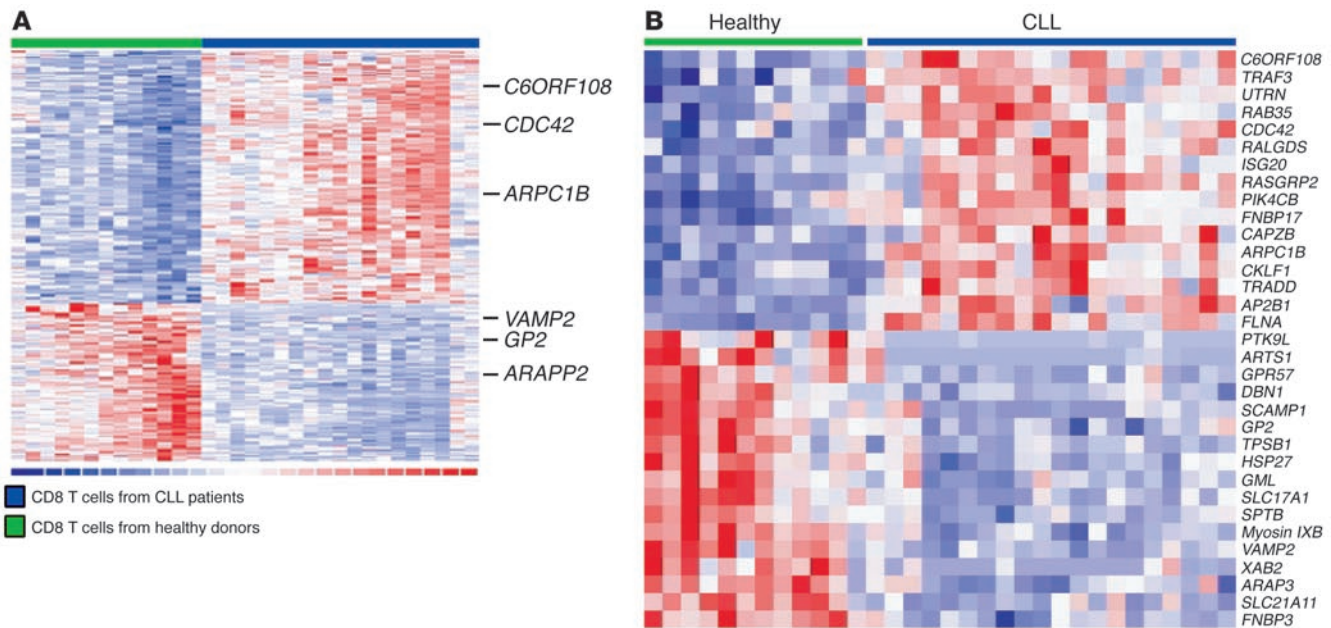 A
C6ORF108
CDC42
ARPC1B
VAMP2
GP2
ARAPP2
CD8 T cells from CLL patients
CD8 T cells from healthy donors
B
Healthy
CLL
C6ORF108
TRAF3
UTRN
RAB35
CDC42
RALGDS
ISG20
RASGRP2
PIK4CB
FNBP17
CAPZB
ARPC1B
CKLF1
TRADD
AP2B1
FLNA
PTK9L
ARTS1
GPR57
DBN1
SCAMP1
GP2
TPSB1
HSP27
GML
SLC17A1
SPTB
Myosin IXB
VAMP2
XAB2
ARAP3
SLC21A11
FNBP3